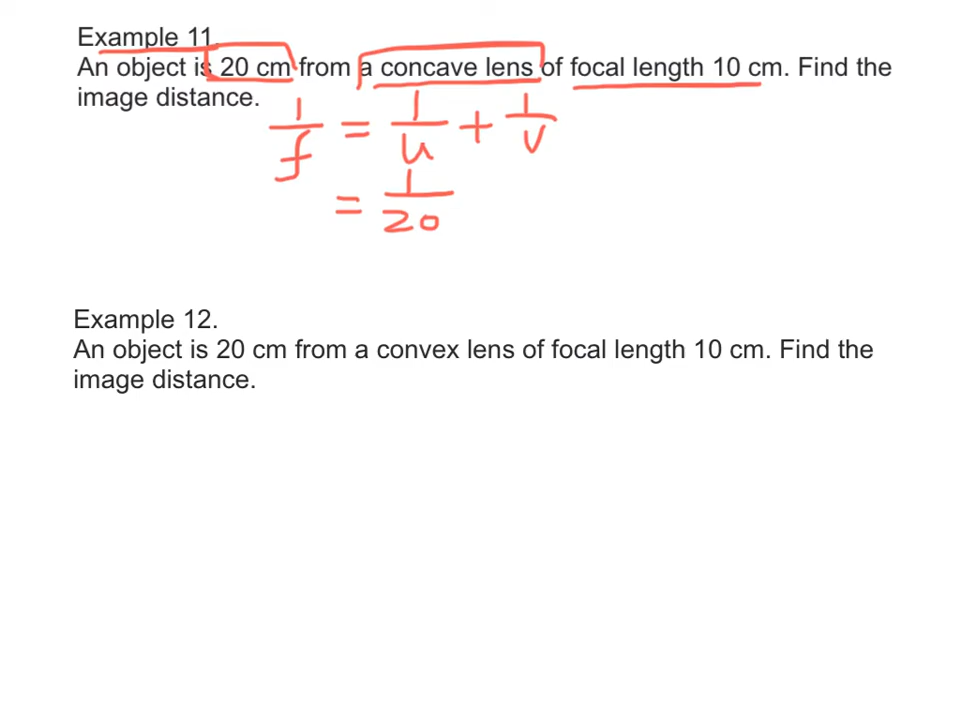 Example 11.
An object is 20 cm from a concave lens of focal length 10 cm. Find the
image distance.
1/f = 1/u + 1/v
= 1/20
Example 12.
An object is 20 cm from a convex lens of focal length 10 cm. Find the
image distance.